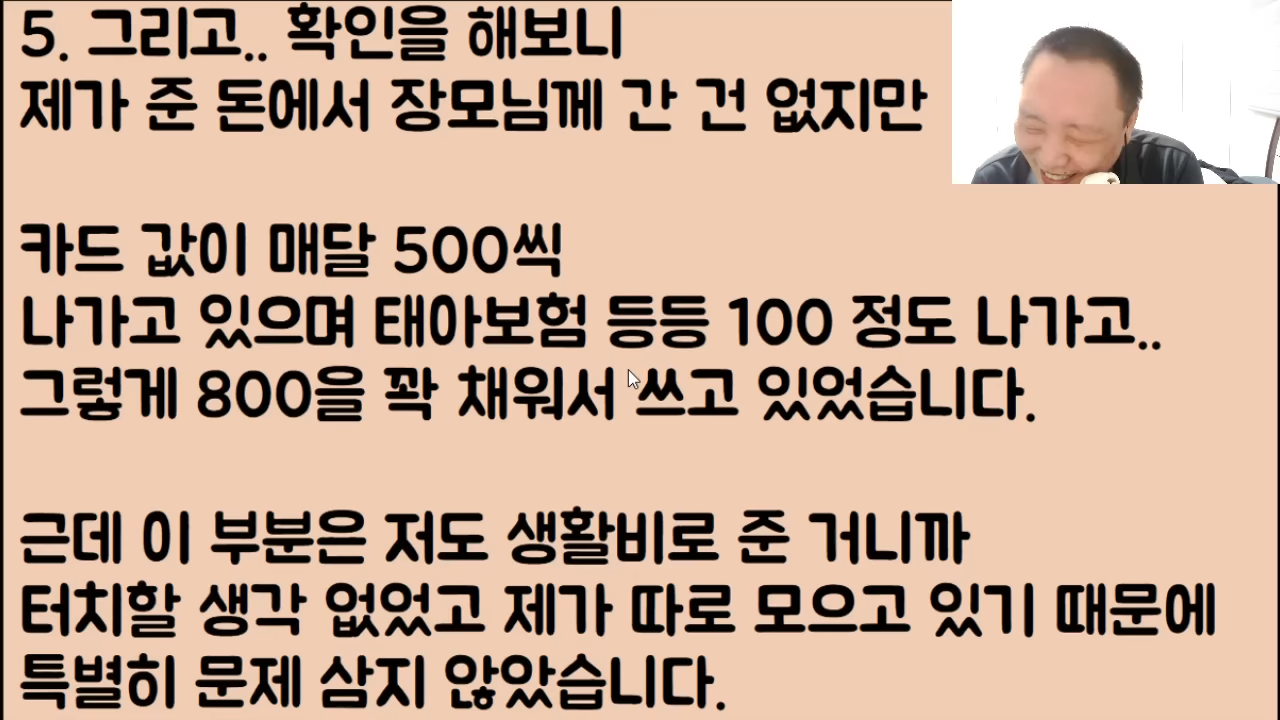 5. 그리고.. 확인을 해보니
제가 준 돈에서 장모님께 간 건 없지만
카드 값이 매달 500씩
나가고 있으며 태아보험 등등 100 정도 나가고..
그렇게 800을 꽉 채워서 쓰고 있었습니다.
근데 이 부분은 저도 생활비로 준 거니까
터치할 생각 없었고 제가 따로 모으고 있기 때문에
특별히 문제 삼지 않았습니다.